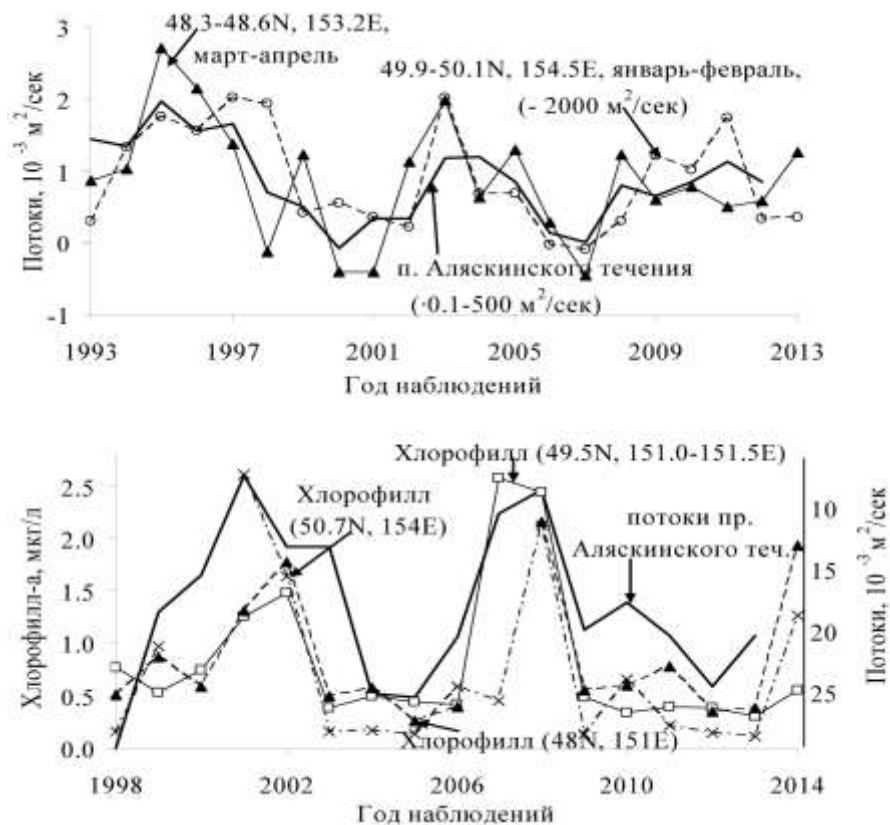 48.3-48.6N, 153.2E,
март-апрель
49.9-50.1N, 154.5E, январь-февраль,
(- 2000 м²/сек)
3
2
1
0
-1
Потоки, 10 ⁻³ м²/сек
п. Аляскинского течения
(·0.1-500 м²/сек)
1993 1997 2001 2005 2009 2013
Год наблюдений
Хлорофилл (49.5N, 151.0-151.5E)
Хлорофилл
(50.7N, 154E)
потоки пр.
Аляскинского теч.
2.5
2.0
1.5
1.0
0.5
0.0
Хлорофилл-а, мкг/л
10
15
20
25
Потоки, 10 ⁻³ м²/сек
Хлорофилл (48N, 151E)
1998 2002 2006 2010 2014
Год наблюдений